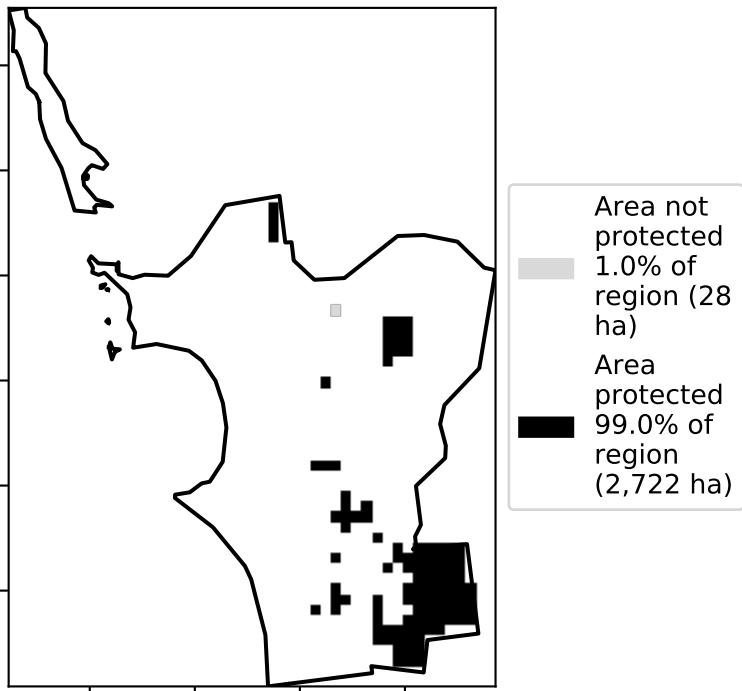 Area not
protected
1.0% of
region (28
ha)
Area
protected
99.0% of
region
(2,722 ha)